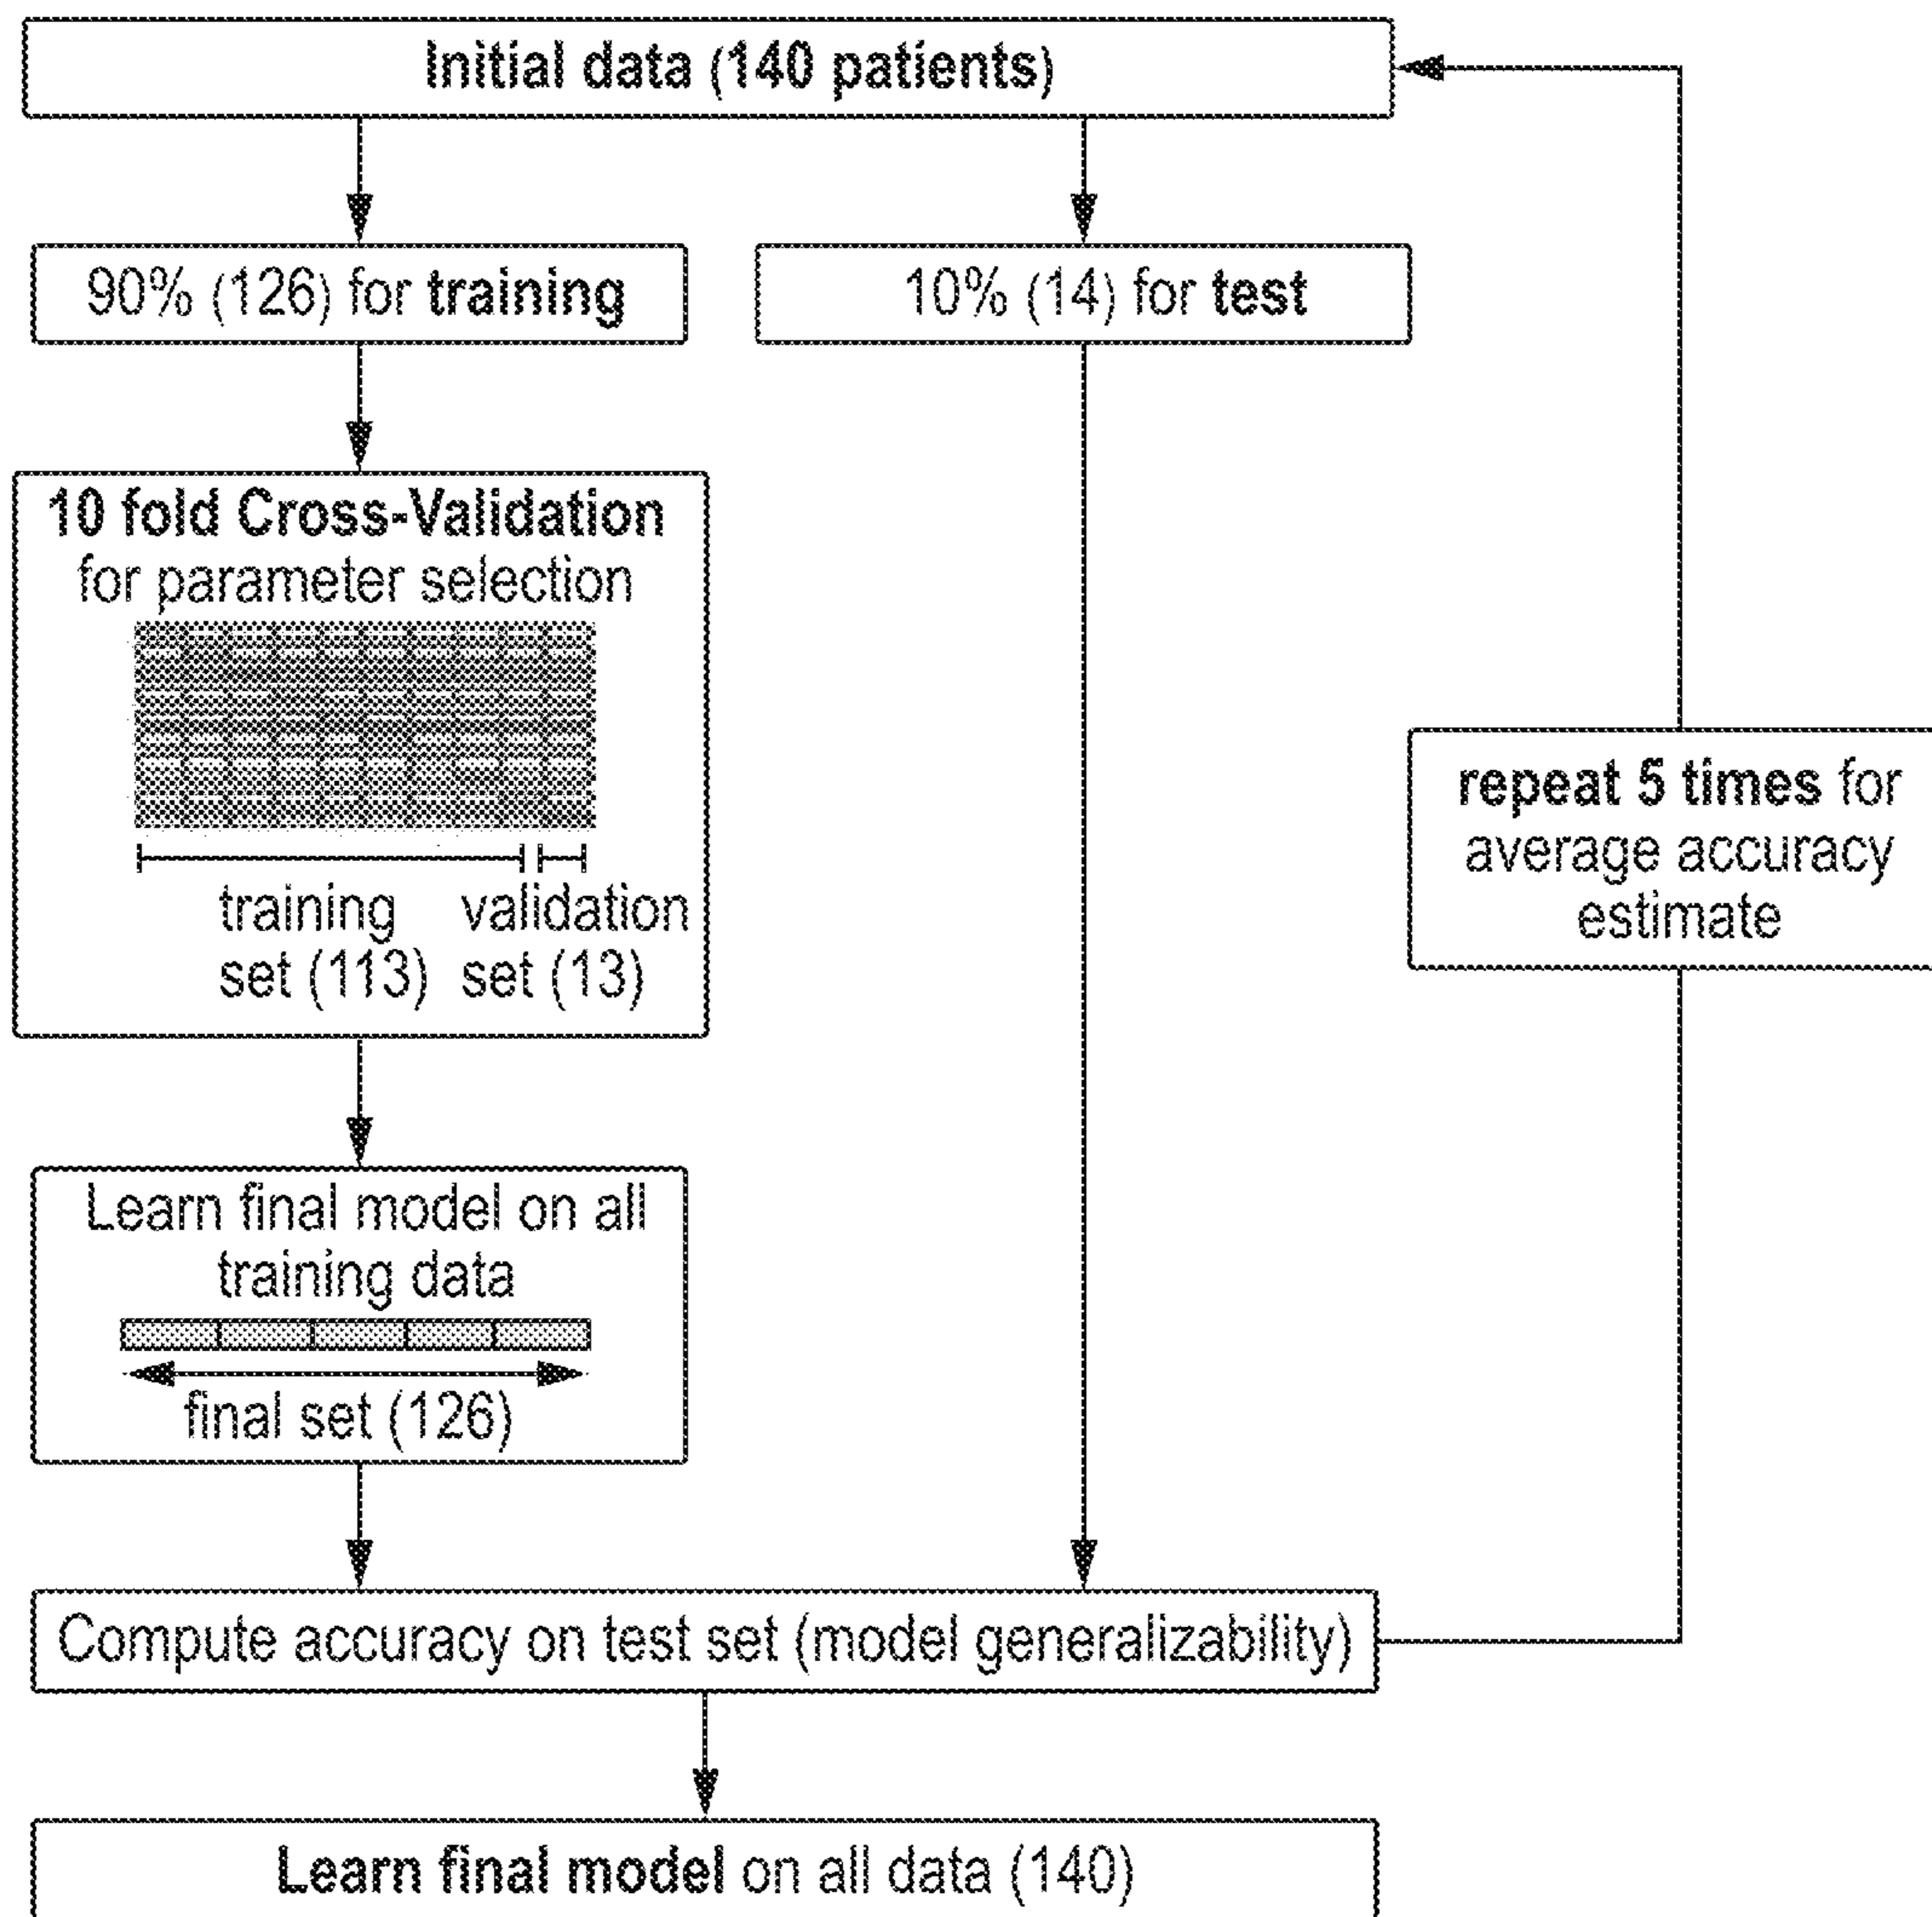 Initial data (140 patients)
90% (126) for training
10% (14) for test
10 fold Cross-Validation
for parameter selection
training validation
set (113) set (13)
repeat 5 times for
average accuracy
estimate
Learn final model on all
training data
final set (126)
Compute accuracy on test set (model generalizability)
Learn final model on all data (140)